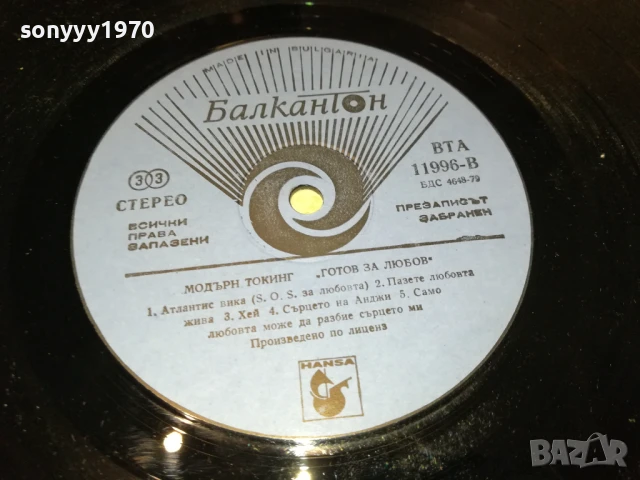 sonyyy1970
MADE IN BULGARIA
Балкантон
ВТА
11996-В
БДС 4648-79
33
СТЕРЕО
ВСИЧКИ
ПРАВА
ЗАПАЗЕНИ
ПРЕЗАПИСЪТ
ЗАБРАНЕН
МОДЪРН ТОКИНГ „ГОТОВ ЗА ЛЮБОВ"
1. Атлантис вика (S. O. S. за любовта) 2. Пазете любовта
жива 3. Хей 4. Сърцето на Анджи 5. Само
любовта може да разбие сърцето ми
Произведено по лиценз
HANSA
BAZAR